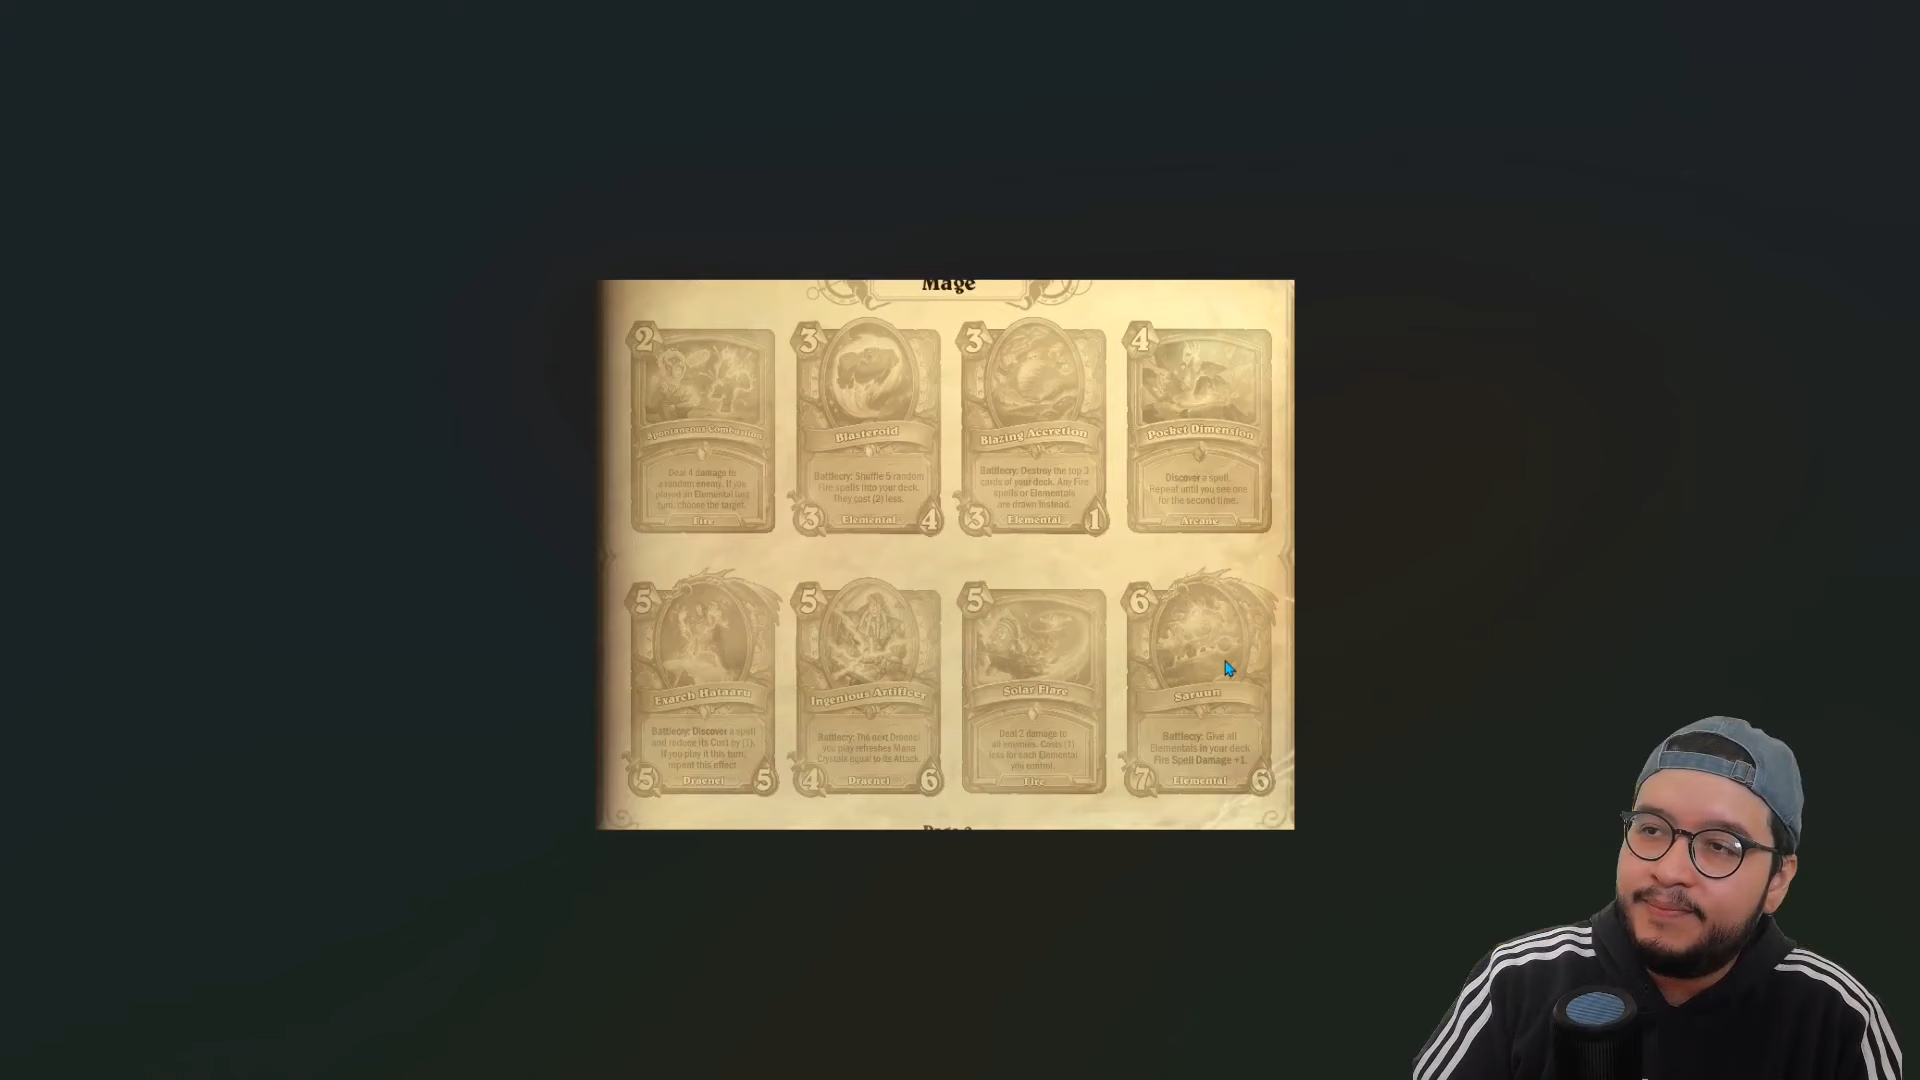 Mage
2
Spontaneous Combustion
Deal 4 damage to
a random enemy. If you
played an Elemental last
turn, choose the target.
Fire
3
Blasteroid
Battlecry: Shuffle 5 random
Fire spells into your deck.
They cost (2) less.
3 Elemental 4
3
Blazing Accretion
Battlecry: Destroy the top 3
cards of your deck. Any Fire
spells or Elementals
are drawn instead.
3 Elemental 1
4
Pocket Dimension
Discover a spell.
Repeat until you see one
for the second time.
Arcane
5
Exarch Hataaru
Battlecry: Discover a spell
and reduce its Cost by (1).
If you play it this turn,
repeat this effect
5 Draenei 5
5
Ingenious Artificer
Battlecry: The next Draenei
you play refreshes Mana
Crystals equal to its Attack.
4 Draenei 6
5
Solar Flare
Deal 2 damage to
all enemies. Costs (1)
less for each Elemental
you control.
Fire
6
Saruun
Battlecry: Give all
Elementals in your deck
Fire Spell Damage +1.
7 Elemental 6